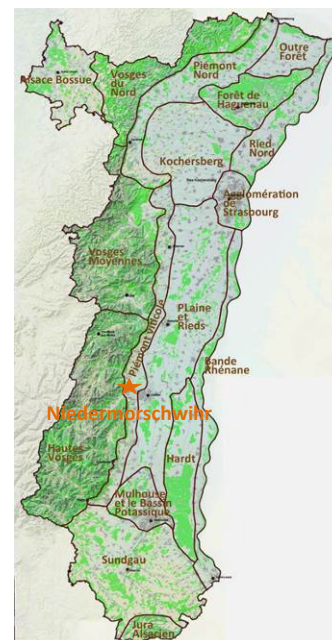 Outre
Forêt
Piémont
Nord
Vosges
du
Nord
Alsace Bossue
Forêt de
Haguenau
Ried
Nord
Kochersberg
Agglomération
de
Strasbourg
Vosges
Moyennes
Piémont Viticole
PLaine
et
Rieds
Bande
Rhénane
Niedermorschwihr
Hautes
Vosges
Hardt
Mulhouse
et le Bassin
Potassique
Sundgau
Jura
Alsacien